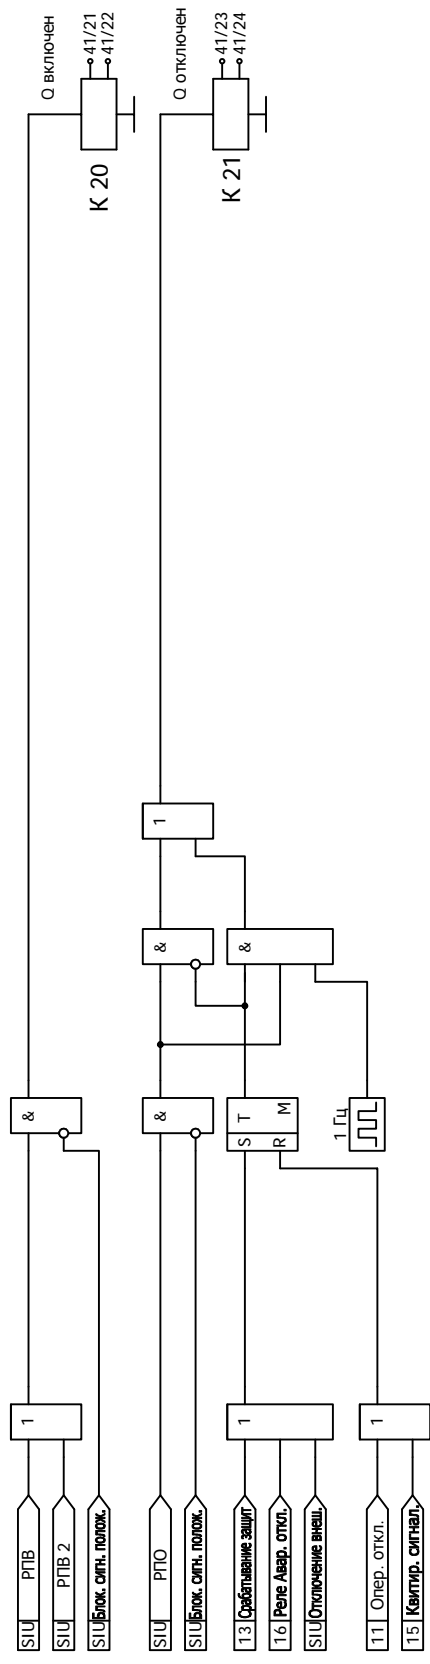 SIU РПВ
SIU РПВ 2
SIU Блок. сигн. полож.
1
&
Q включен
K 20
41/21
41/22
SIU РПО
SIU Блок. сигн. полож.
&
&
1
Q отключен
K 21
41/23
41/24
13 Срабатывание защит
16 Реле Авар. откл.
SIU Отключение внеш.
1
S T
R M
&
1 Гц
11 Опер. откл.
15 Квитир. сигнал.
1